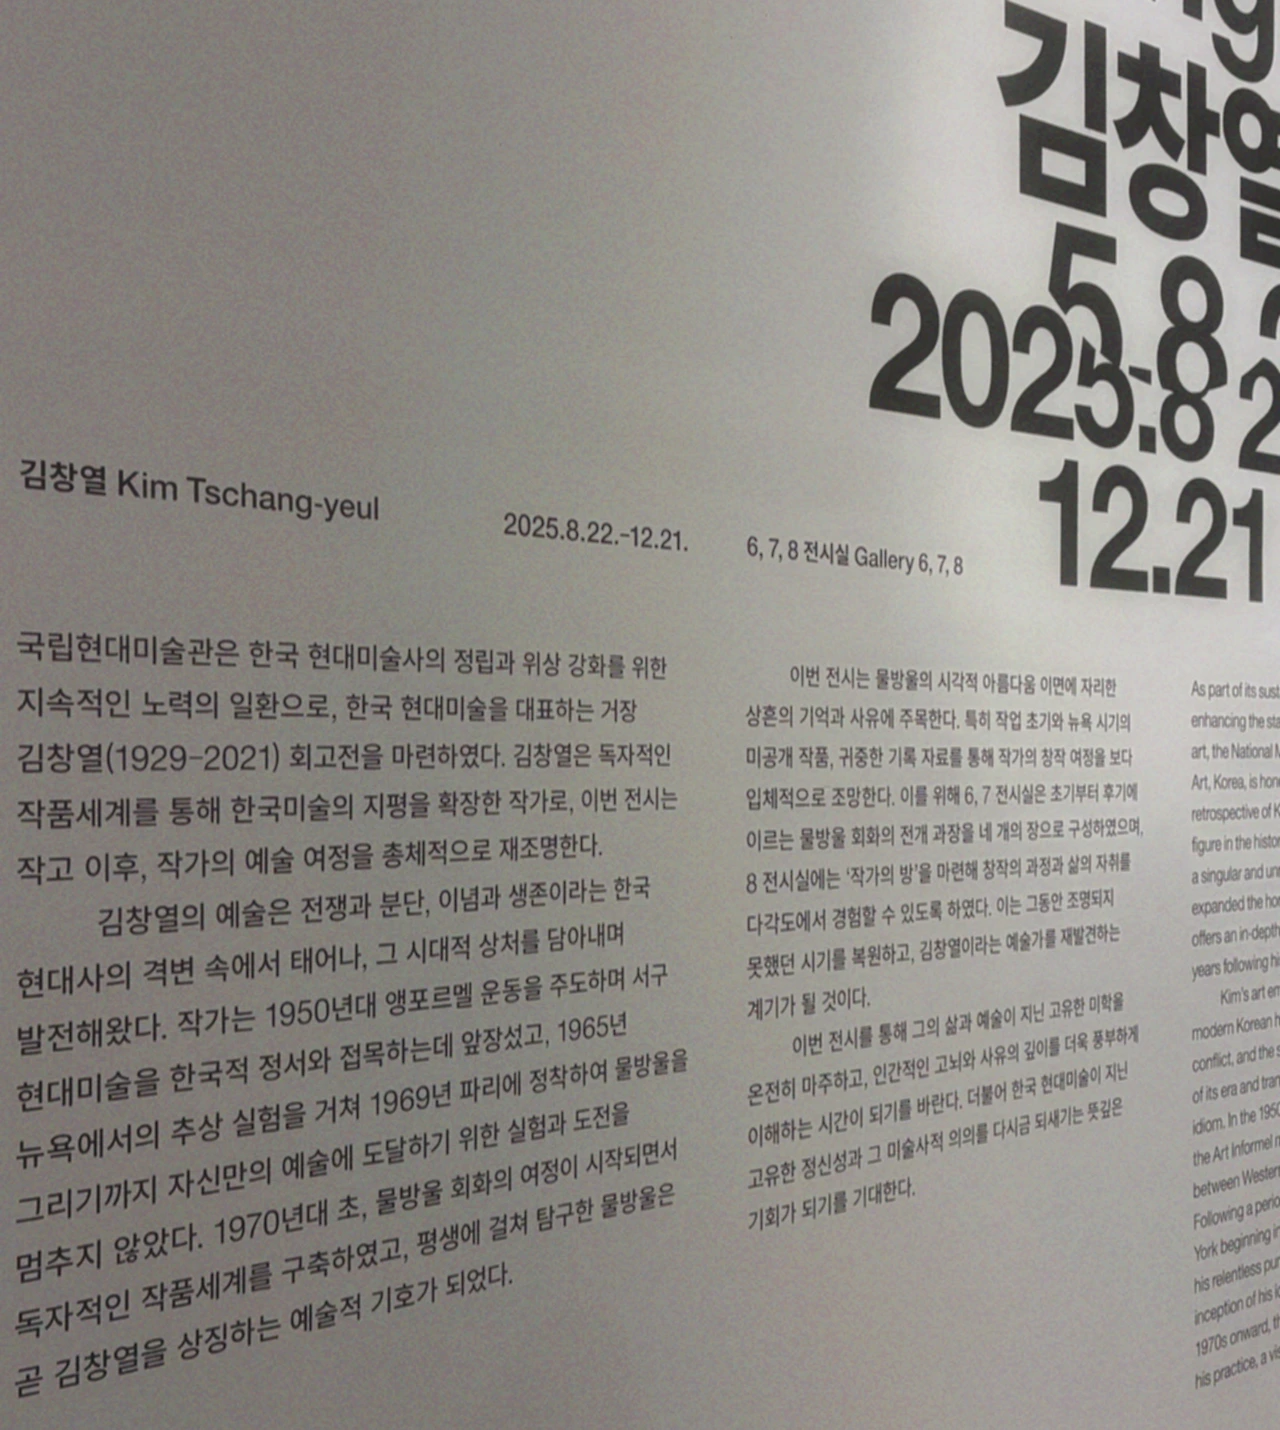 김창열
5 8
2025.8 2
12.21
김창열 Kim Tschang-yeul
2025.8.22.–12.21.
6, 7, 8 전시실 Gallery 6, 7, 8
국립현대미술관은 한국 현대미술사의 정립과 위상 강화를 위한
지속적인 노력의 일환으로, 한국 현대미술을 대표하는 거장
김창열(1929–2021) 회고전을 마련하였다. 김창열은 독자적인
작품세계를 통해 한국미술의 지평을 확장한 작가로, 이번 전시는
작고 이후, 작가의 예술 여정을 총체적으로 재조명한다.
김창열의 예술은 전쟁과 분단, 이념과 생존이라는 한국
현대사의 격변 속에서 태어나, 그 시대적 상처를 담아내며
발전해왔다. 작가는 1950년대 앵포르멜 운동을 주도하며 서구
현대미술을 한국적 정서와 접목하는데 앞장섰고, 1965년
뉴욕에서의 추상 실험을 거쳐 1969년 파리에 정착하여 물방울을
그리기까지 자신만의 예술에 도달하기 위한 실험과 도전을
멈추지 않았다. 1970년대 초, 물방울 회화의 여정이 시작되면서
독자적인 작품세계를 구축하였고, 평생에 걸쳐 탐구한 물방울은
곧 김창열을 상징하는 예술적 기호가 되었다.
이번 전시는 물방울의 시각적 아름다움 이면에 자리한
상흔의 기억과 사유에 주목한다. 특히 작업 초기와 뉴욕 시기의
미공개 작품, 귀중한 기록 자료를 통해 작가의 창작 여정을 보다
입체적으로 조망한다. 이를 위해 6, 7 전시실은 초기부터 후기에
이르는 물방울 회화의 전개 과정을 네 개의 장으로 구성하였으며,
8 전시실에는 ‘작가의 방’을 마련해 창작의 과정과 삶의 자취를
다각도에서 경험할 수 있도록 하였다. 이는 그동안 조명되지
못했던 시기를 복원하고, 김창열이라는 예술가를 재발견하는
계기가 될 것이다.
이번 전시를 통해 그의 삶과 예술이 지닌 고유한 미학을
온전히 마주하고, 인간적인 고뇌와 사유의 깊이를 더욱 풍부하게
이해하는 시간이 되기를 바란다. 더불어 한국 현대미술이 지닌
고유한 정신성과 그 미술사적 의의를 다시금 되새기는 뜻깊은
기회가 되기를 기대한다.
As part of its
enhancing the
art, the National
Art, Korea, is
retrospective of
figure in the
a singular and
expanded the
offers an in-depth
years following
Kim's art
modern Korean
conflict, and the
of its era and
idiom. In the
the Art Informel
between
Following a
York beginning
his relentless
inception of his
1970s onward,
his practice, a